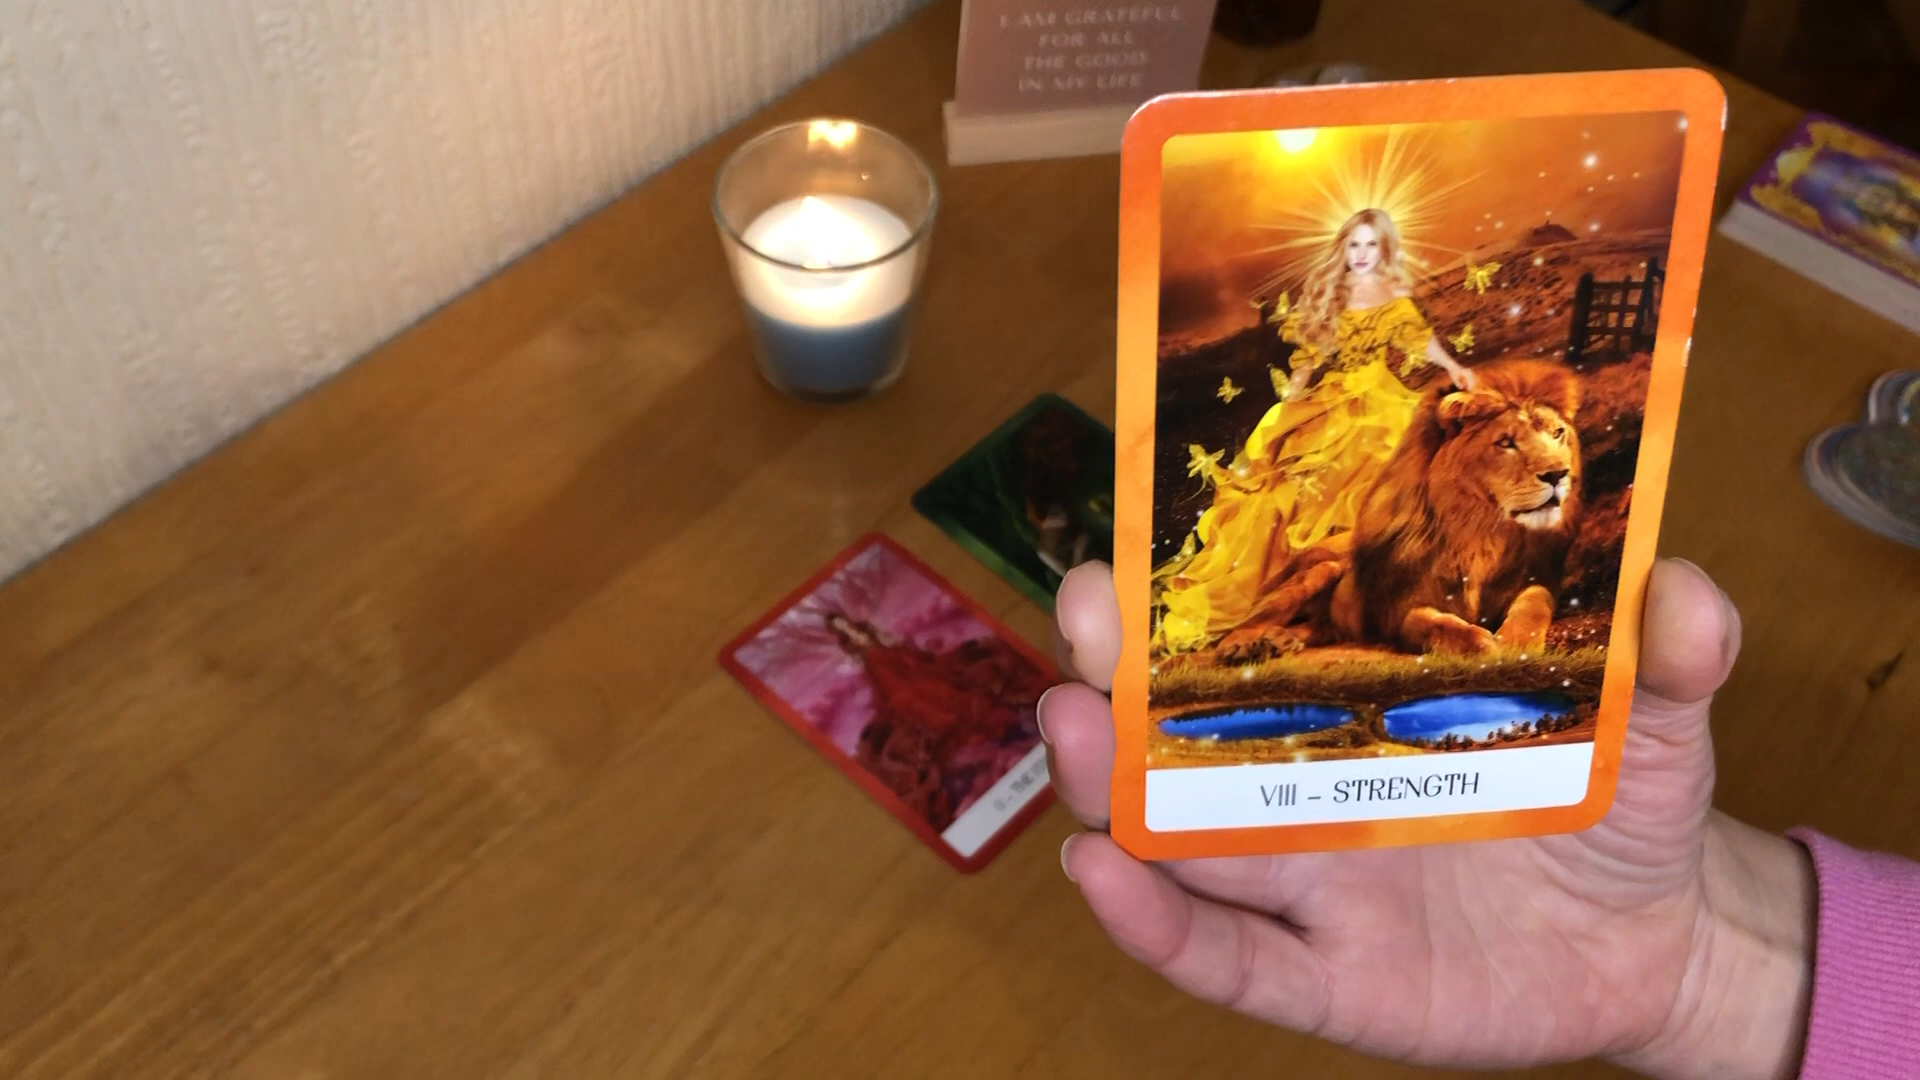 I AM GRATEFUL
FOR ALL
THE GOOD
IN MY LIFE
VIII – STRENGTH